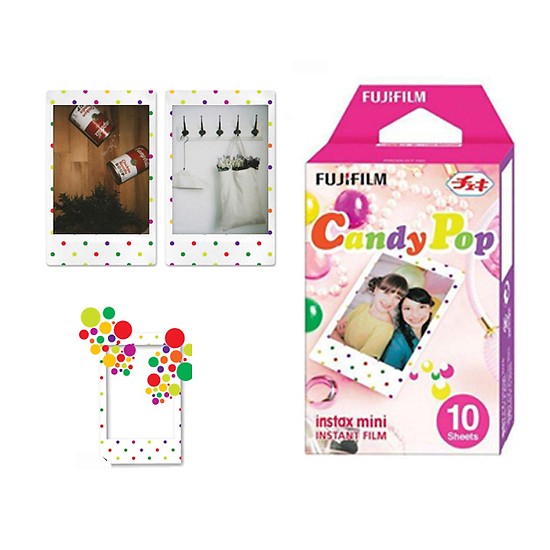 FUJIFILM
FUJIFILM
チェキ
Candy Pop
instax mini
INSTANT FILM
10
Sheets